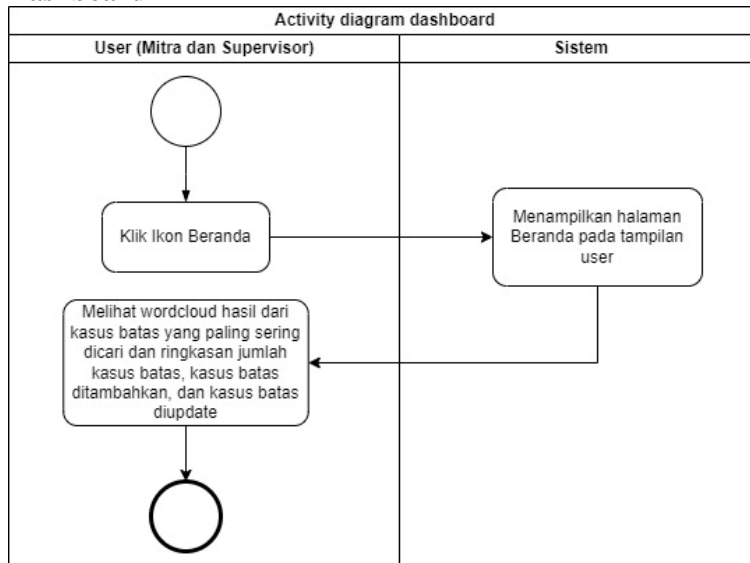 Activity diagram dashboard
User (Mitra dan Supervisor)
Sistem
Klik Ikon Beranda
Menampilkan halaman
Beranda pada tampilan
user
Melihat wordcloud hasil dari
kasus batas yang paling sering
dicari dan ringkasan jumlah
kasus batas, kasus batas
ditambahkan, dan kasus batas
diupdate